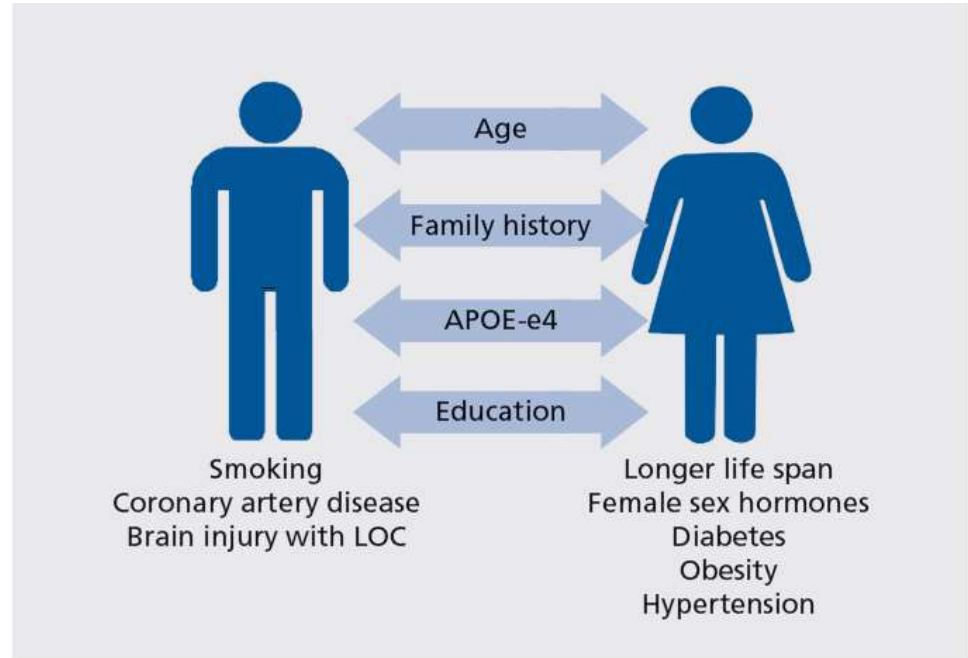 Age
Family history
APOE-e4
Education
Smoking
Coronary artery disease
Brain injury with LOC
Longer life span
Female sex hormones
Diabetes
Obesity
Hypertension